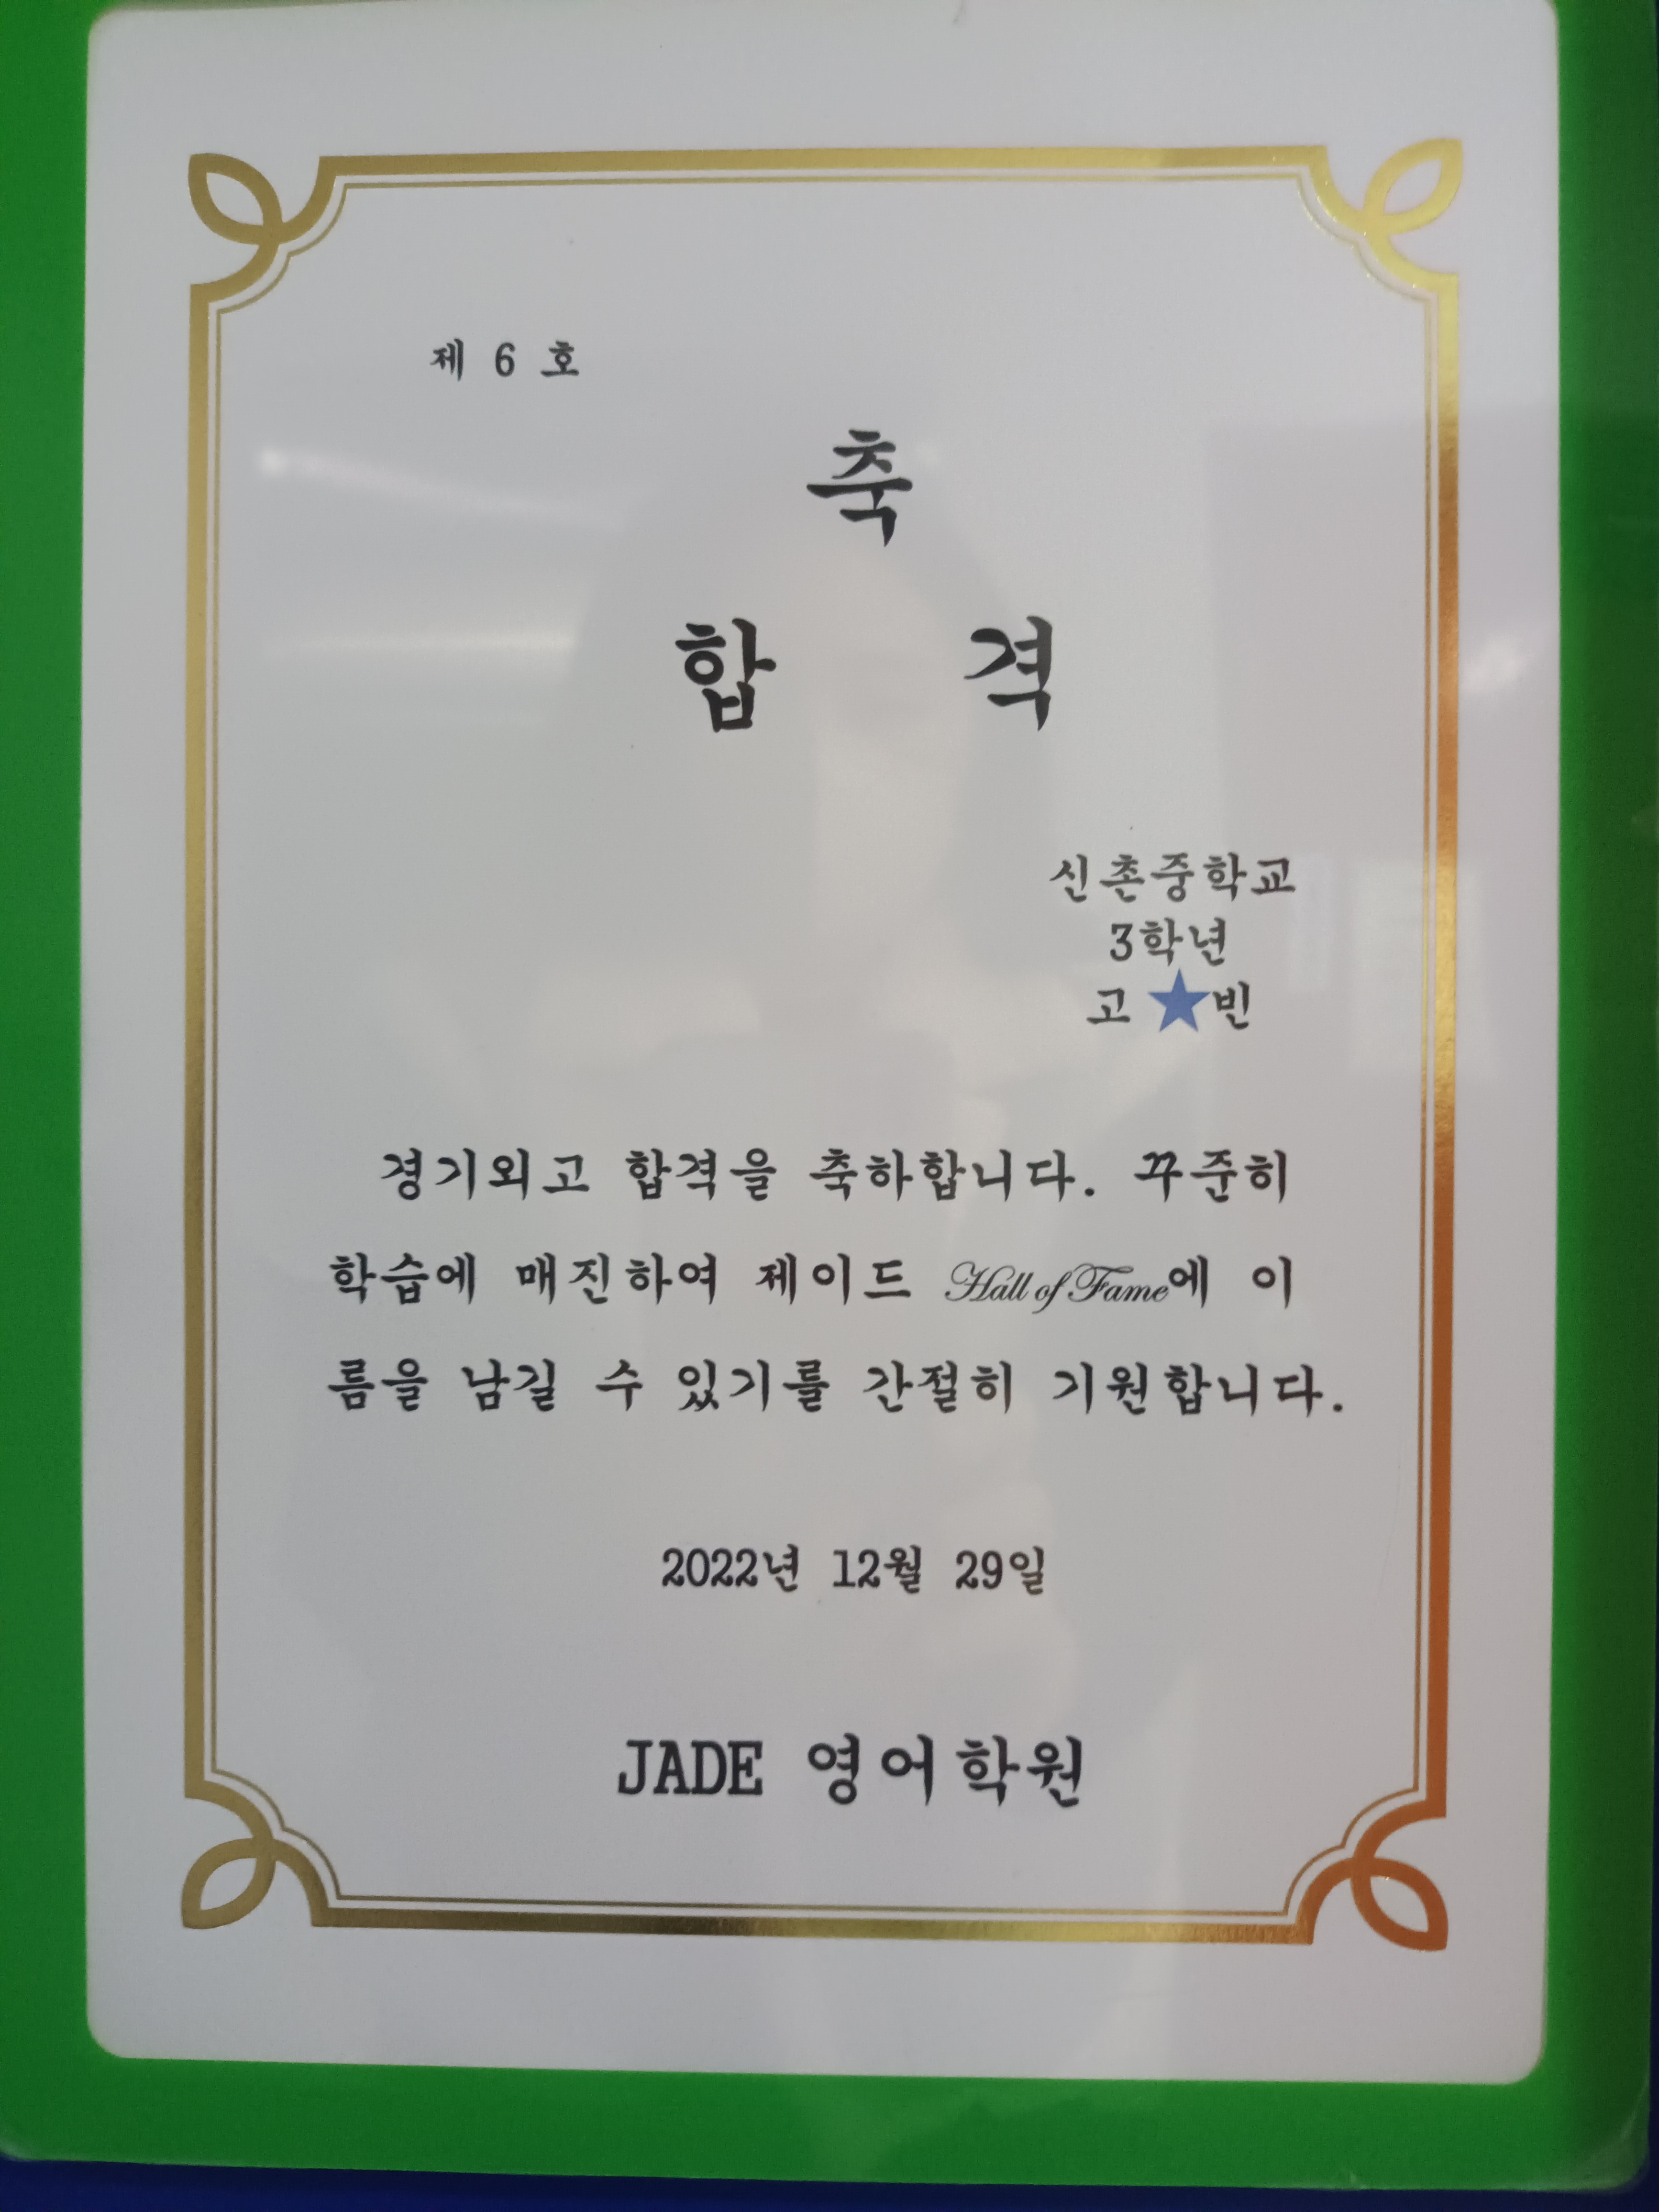 제 6 호
축
합 격
신촌중학교
3학년
고 ★빈
경기외고 합격을 축하합니다. 꾸준히
학습에 매진하여 제이드 Hall of Fame에 이
름을 남길 수 있기를 간절히 기원합니다.
2022년 12월 29일
JADE 영어학원